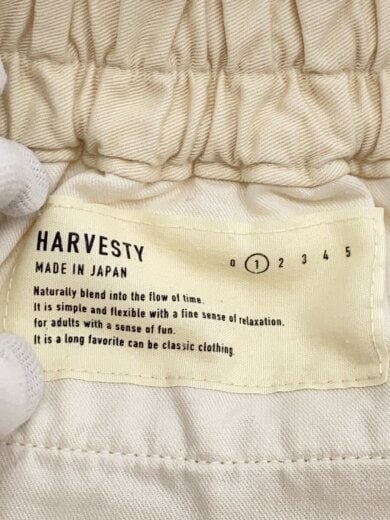 HARVESTY
0 1 2 3 4 5
MADE IN JAPAN
Naturally blend into the flow of time.
It is simple and flexible with a fine sense of relaxation.
for adults with a sense of fun.
It is a long favorite can be classic clothing.